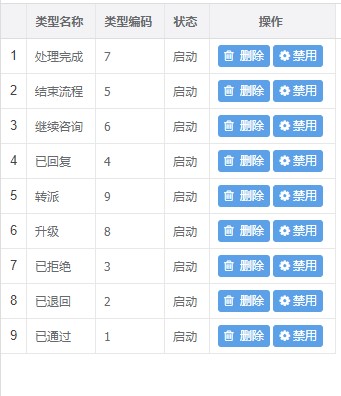 类型名称 类型编码 状态 操作
1 处理完成 7 启动 删除 禁用
2 结束流程 5 启动 删除 禁用
3 继续咨询 6 启动 删除 禁用
4 已回复 4 启动 删除 禁用
5 转派 9 启动 删除 禁用
6 升级 8 启动 删除 禁用
7 已拒绝 3 启动 删除 禁用
8 已退回 2 启动 删除 禁用
9 已通过 1 启动 删除 禁用